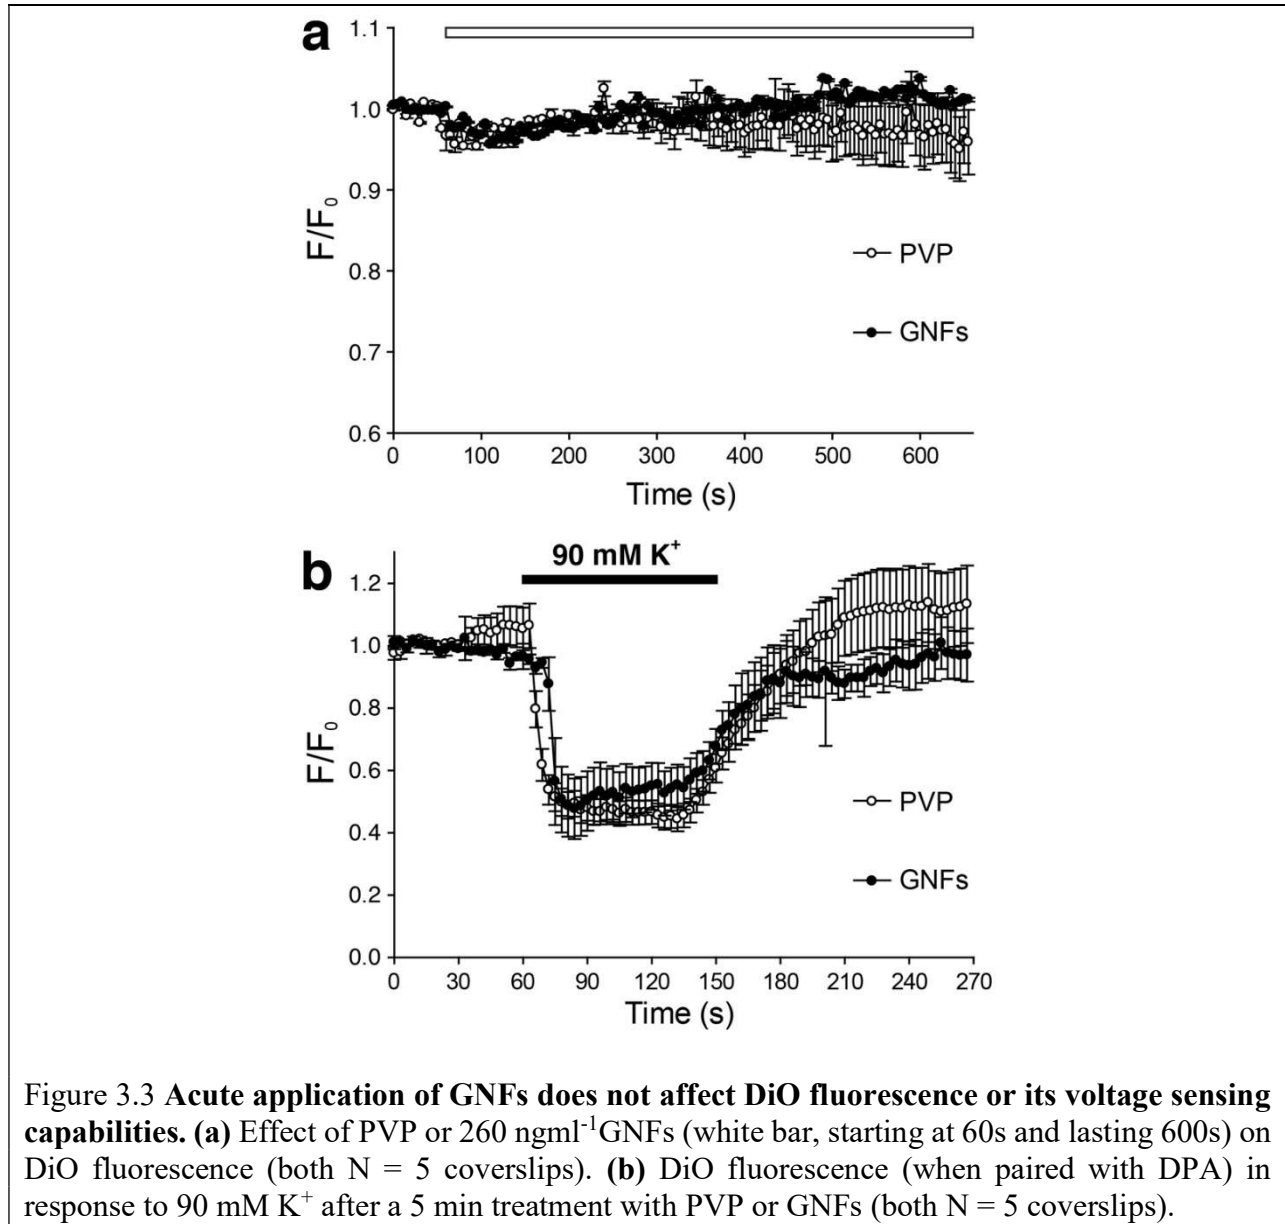 a
1.1
1.0
0.9
0.8
0.7
0.6
F/F0
PVP
GNFs
0 100 200 300 400 500 600
Time (s)
b
90 mM K+
1.2
1.0
0.8
0.6
0.4
0.2
0.0
F/F0
PVP
GNFs
0 30 60 90 120 150 180 210 240 270
Time (s)
Figure 3.3 Acute application of GNFs does not affect DiO fluorescence or its voltage sensing
capabilities. (a) Effect of PVP or 260 ngml-1GNFs (white bar, starting at 60s and lasting 600s) on
DiO fluorescence (both N = 5 coverslips). (b) DiO fluorescence (when paired with DPA) in
response to 90 mM K+ after a 5 min treatment with PVP or GNFs (both N = 5 coverslips).